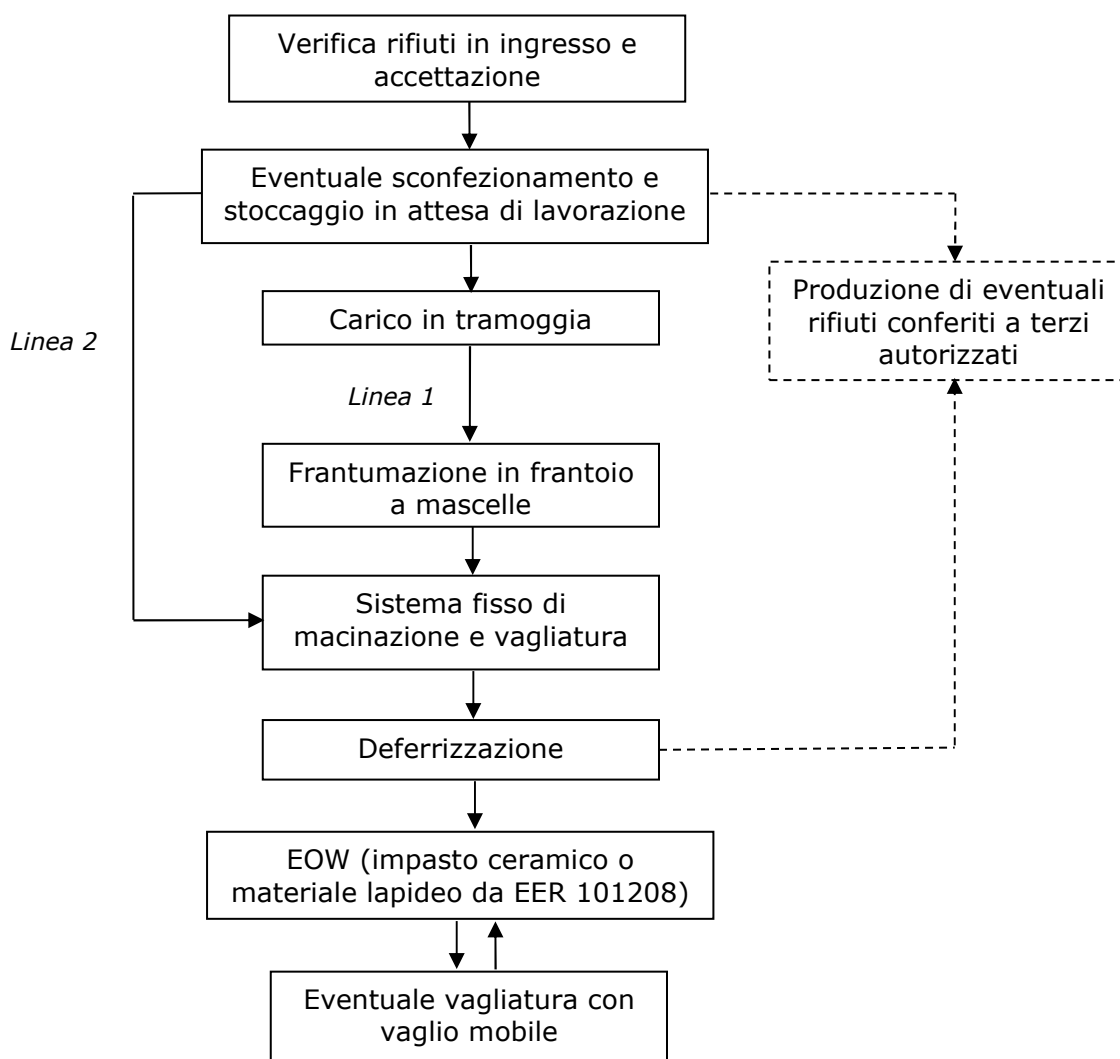 Verifica rifiuti in ingresso e
accettazione
Eventuale sconfezionamento e
stoccaggio in attesa di lavorazione
Produzione di eventuali
rifiuti conferiti a terzi
autorizzati
Carico in tramoggia
Linea 2
Linea 1
Frantumazione in frantoio
a mascelle
Sistema fisso di
macinazione e vagliatura
Deferrizzazione
EOW (impasto ceramico o
materiale lapideo da EER 101208)
Eventuale vagliatura con
vaglio mobile